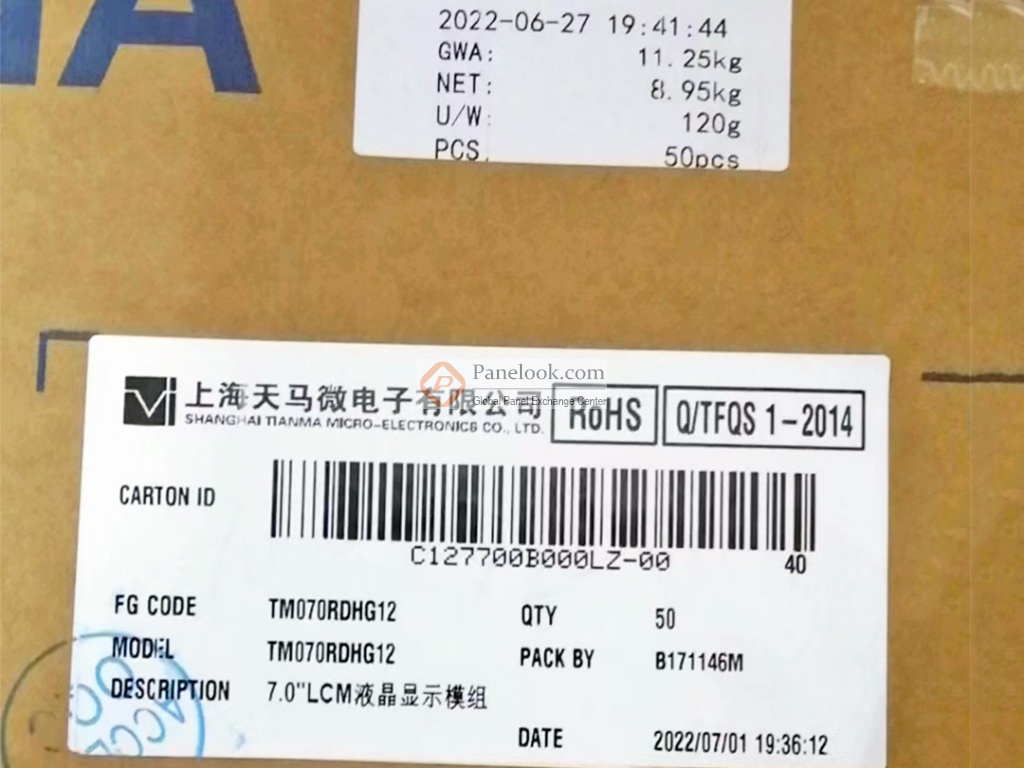 2022-06-27 19:41:44
GWA: 11.25kg
NET: 8.95kg
U/W: 120g
PCS. 50pcs
Panelook.com
Global Panel Exchange Center
上海天马微电子有限公司
SHANGHAI TIANMA MICRO-ELECTRONICS CO., LTD.
RoHS
Q/TFQS 1-2014
CARTON ID
C127700B000LZ-00
40
FG CODE TM070RDHG12 QTY 50
MODEL TM070RDHG12 PACK BY B171146M
DESCRIPTION 7.0"LCM液晶显示模组
DATE 2022/07/01 19:36:12